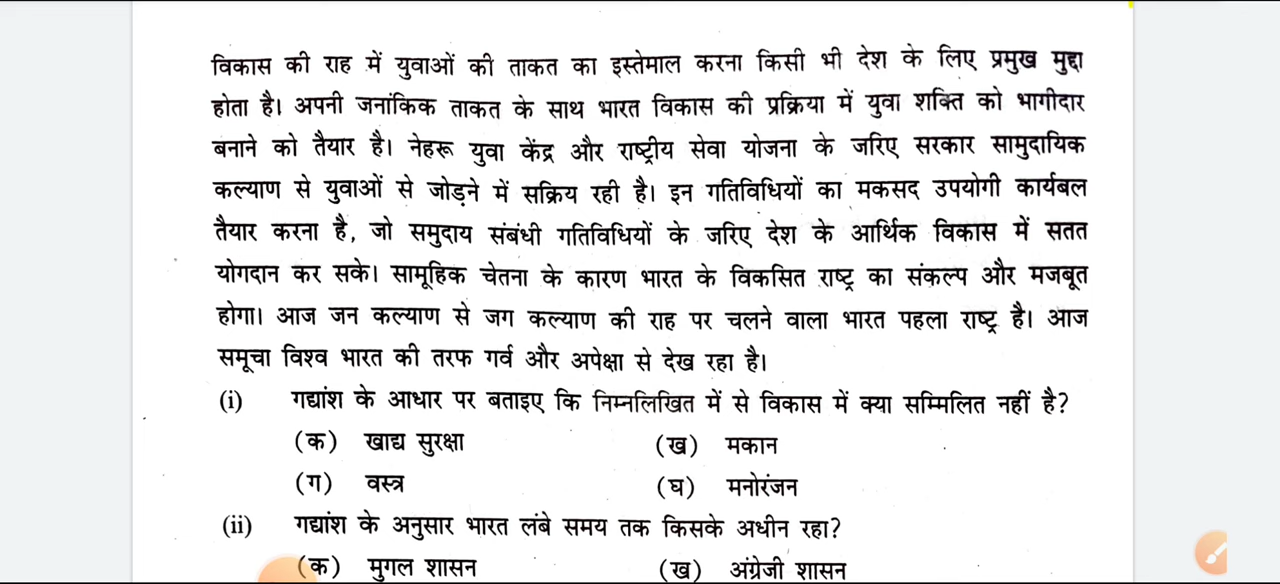 विकास की राह में युवाओं की ताकत का इस्तेमाल करना किसी भी देश के लिए प्रमुख मुद्दा
होता है। अपनी जनांकिक ताकत के साथ भारत विकास की प्रक्रिया में युवा शक्ति को भागीदार
बनाने को तैयार है। नेहरू युवा केंद्र और राष्ट्रीय सेवा योजना के जरिए सरकार सामुदायिक
कल्याण से युवाओं से जोड़ने में सक्रिय रही है। इन गतिविधियों का मकसद उपयोगी कार्यबल
तैयार करना है, जो समुदाय संबंधी गतिविधियों के जरिए देश के आर्थिक विकास में सतत
योगदान कर सके। सामूहिक चेतना के कारण भारत के विकसित राष्ट्र का संकल्प और मजबूत
होगा। आज जन कल्याण से जग कल्याण की राह पर चलने वाला भारत पहला राष्ट्र है। आज
समूचा विश्व भारत की तरफ गर्व और अपेक्षा से देख रहा है।
(i) गद्यांश के आधार पर बताइए कि निम्नलिखित में से विकास में क्या सम्मिलित नहीं है?
(क) खाद्य सुरक्षा (ख) मकान
(ग) वस्त्र (घ) मनोरंजन
(ii) गद्यांश के अनुसार भारत लंबे समय तक किसके अधीन रहा?
(क) मुगल शासन (ख) अंग्रेजी शासन